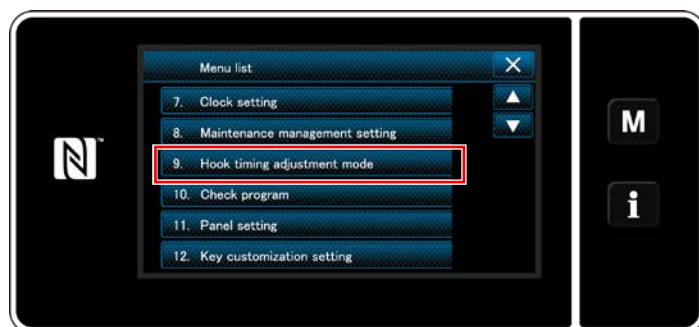 Menu list
7. Clock setting
8. Maintenance management setting
9. Hook timing adjustment mode
10. Check program
11. Panel setting
12. Key customization setting
M
i